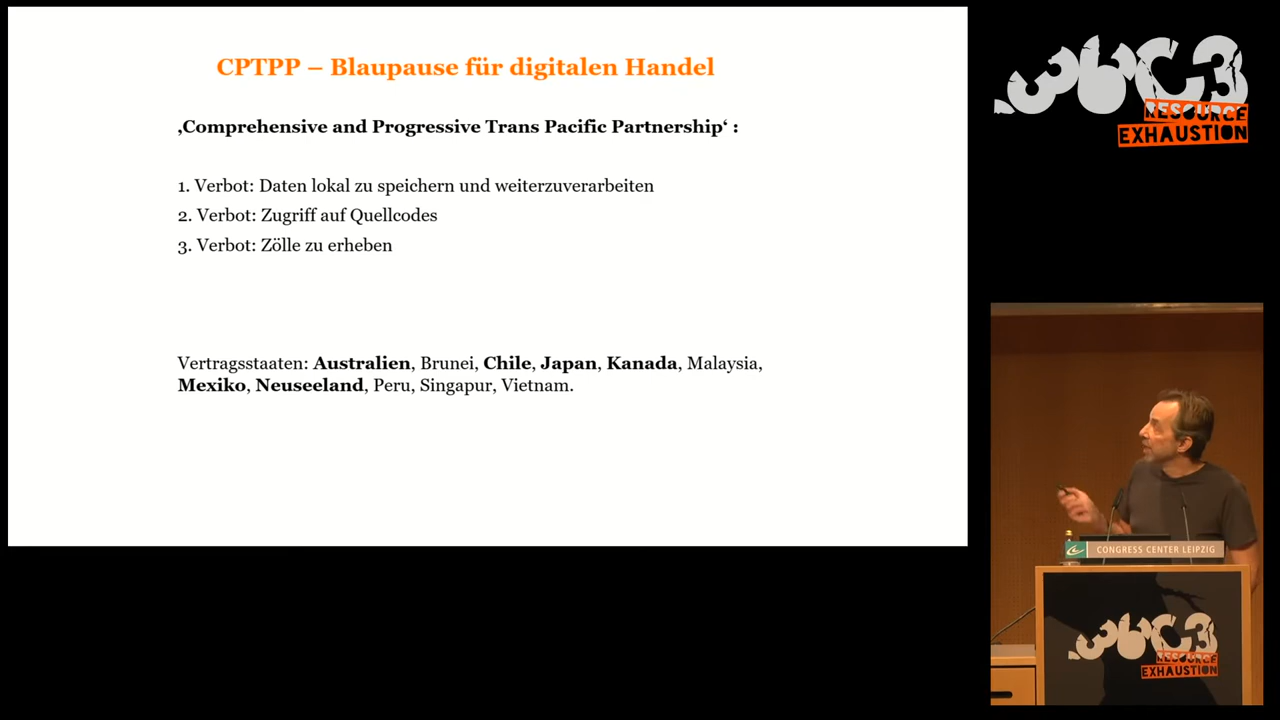 CPTPP – Blaupause für digitalen Handel
‚Comprehensive and Progressive Trans Pacific Partnership‘ :
1. Verbot: Daten lokal zu speichern und weiterzuverarbeiten
2. Verbot: Zugriff auf Quellcodes
3. Verbot: Zölle zu erheben
Vertragsstaaten: Australien, Brunei, Chile, Japan, Kanada, Malaysia,
Mexiko, Neuseeland, Peru, Singapur, Vietnam.
36C3
RESOURCE
EXHAUSTION
CONGRESS CENTER LEIPZIG
36C3
RESOURCE
EXHAUSTION